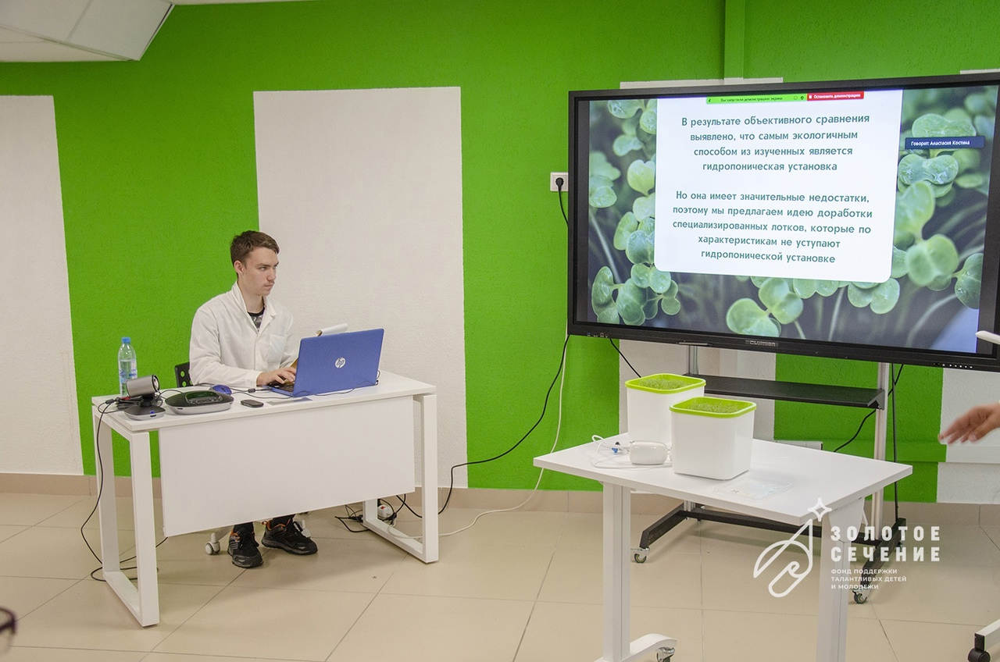 Вы запустили демонстрацию экрана
Остановить демонстрацию
В результате объективного сравнения
выявлено, что самым экологичным
способом из изученных является
гидропоническая установка
Но она имеет значительные недостатки,
поэтому мы предлагаем идею доработки
специализированных лотков, которые по
характеристикам не уступают
гидропонической установке
Говорит: Анастасия Костина
LUMIEN
hp
ЗОЛОТОЕ
СЕЧЕНИЕ
ФОНД ПОДДЕРЖКИ
ТАЛАНТЛИВЫХ ДЕТЕЙ
И МОЛОДЕЖИ